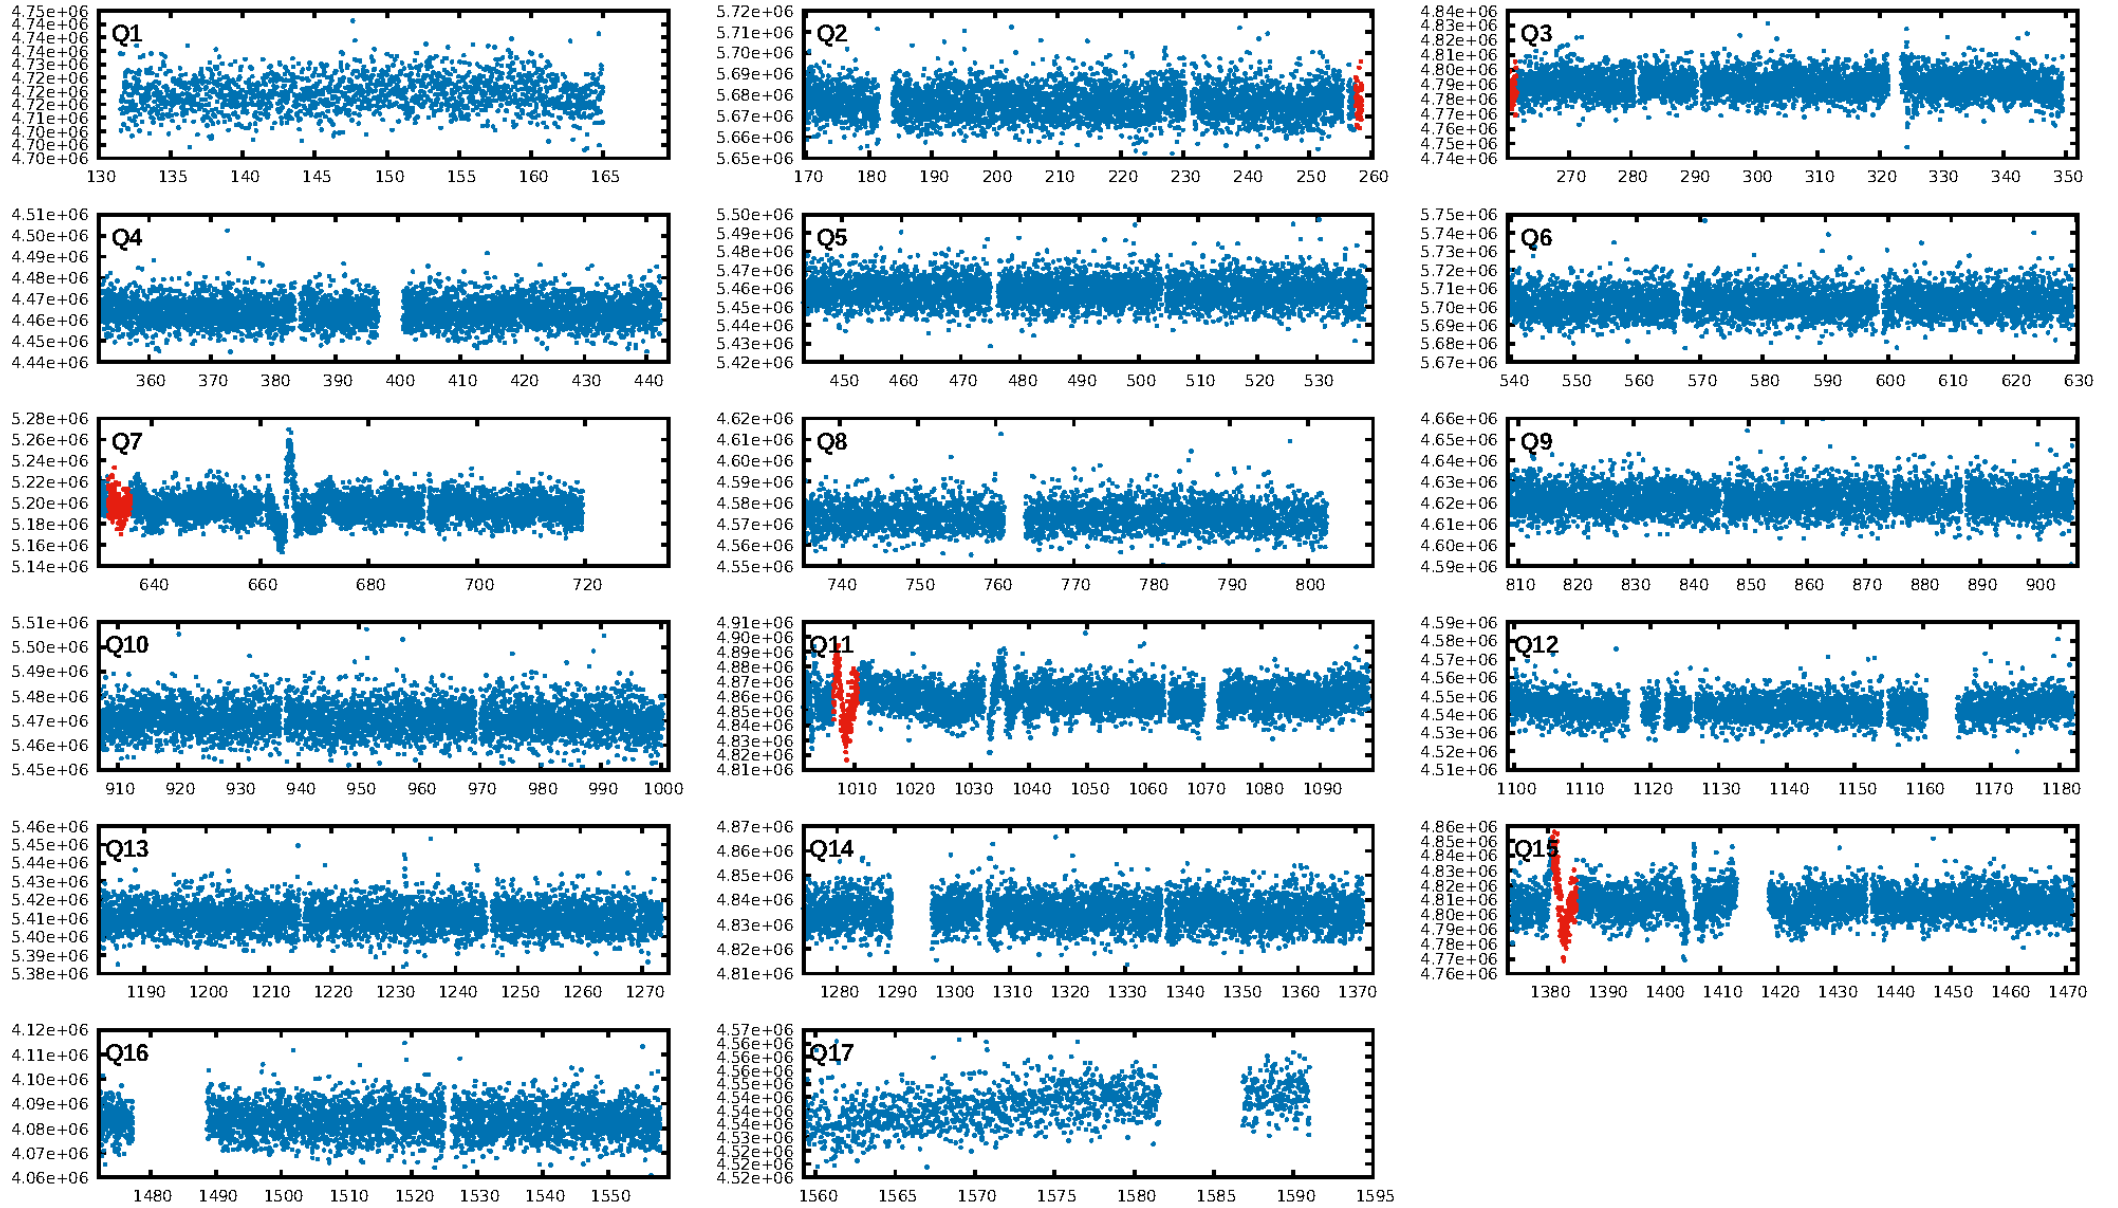 4.75e+06
4.74e+06
4.74e+06
4.73e+06
4.73e+06
4.72e+06
4.72e+06
4.71e+06
4.71e+06
4.70e+06
4.70e+06
Q1
130 135 140 145 150 155 160 165
5.72e+06
5.71e+06
5.70e+06
5.69e+06
5.68e+06
5.67e+06
5.66e+06
5.65e+06
Q2
170 180 190 200 210 220 230 240 250 260
4.84e+06
4.83e+06
4.82e+06
4.81e+06
4.80e+06
4.79e+06
4.78e+06
4.77e+06
4.76e+06
4.75e+06
4.74e+06
Q3
270 280 290 300 310 320 330 340 350
4.51e+06
4.50e+06
4.49e+06
4.48e+06
4.47e+06
4.46e+06
4.45e+06
4.44e+06
Q4
360 370 380 390 400 410 420 430 440
5.50e+06
5.49e+06
5.48e+06
5.47e+06
5.46e+06
5.45e+06
5.44e+06
5.43e+06
5.42e+06
Q5
450 460 470 480 490 500 510 520 530
5.75e+06
5.74e+06
5.73e+06
5.72e+06
5.71e+06
5.70e+06
5.69e+06
5.68e+06
5.67e+06
Q6
540 550 560 570 580 590 600 610 620 630
5.28e+06
5.26e+06
5.24e+06
5.22e+06
5.20e+06
5.18e+06
5.16e+06
5.14e+06
Q7
640 660 680 700 720
4.62e+06
4.61e+06
4.60e+06
4.59e+06
4.58e+06
4.57e+06
4.56e+06
4.55e+06
Q8
740 750 760 770 780 790 800
4.66e+06
4.65e+06
4.64e+06
4.63e+06
4.62e+06
4.61e+06
4.60e+06
4.59e+06
Q9
810 820 830 840 850 860 870 880 890 900
5.51e+06
5.50e+06
5.49e+06
5.48e+06
5.47e+06
5.46e+06
5.45e+06
Q10
910 920 930 940 950 960 970 980 990 1000
4.91e+06
4.90e+06
4.89e+06
4.88e+06
4.87e+06
4.86e+06
4.85e+06
4.84e+06
4.83e+06
4.82e+06
4.81e+06
Q11
1010 1020 1030 1040 1050 1060 1070 1080 1090
4.59e+06
4.58e+06
4.57e+06
4.56e+06
4.55e+06
4.54e+06
4.53e+06
4.52e+06
4.51e+06
Q12
1100 1110 1120 1130 1140 1150 1160 1170 1180
5.46e+06
5.45e+06
5.44e+06
5.43e+06
5.42e+06
5.41e+06
5.40e+06
5.39e+06
5.38e+06
Q13
1190 1200 1210 1220 1230 1240 1250 1260 1270
4.87e+06
4.86e+06
4.85e+06
4.84e+06
4.83e+06
4.82e+06
4.81e+06
Q14
1280 1290 1300 1310 1320 1330 1340 1350 1360 1370
4.86e+06
4.85e+06
4.84e+06
4.83e+06
4.82e+06
4.81e+06
4.80e+06
4.79e+06
4.78e+06
4.77e+06
4.76e+06
Q15
1380 1390 1400 1410 1420 1430 1440 1450 1460 1470
4.12e+06
4.11e+06
4.10e+06
4.09e+06
4.08e+06
4.07e+06
4.06e+06
Q16
1480 1490 1500 1510 1520 1530 1540 1550
4.57e+06
4.56e+06
4.56e+06
4.55e+06
4.55e+06
4.54e+06
4.54e+06
4.53e+06
4.53e+06
4.52e+06
4.52e+06
Q17
1560 1565 1570 1575 1580 1585 1590 1595